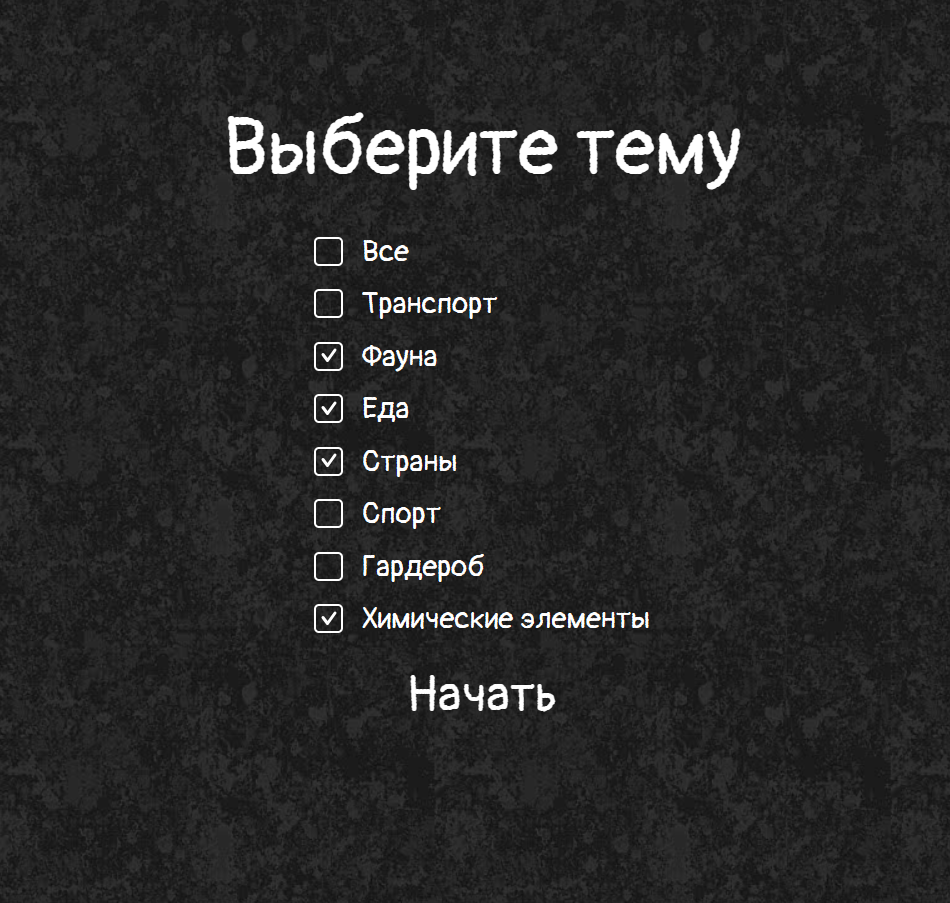 Выберите тему
Все
Транспорт
Фауна
Еда
Страны
Спорт
Гардероб
Химические элементы
Начать